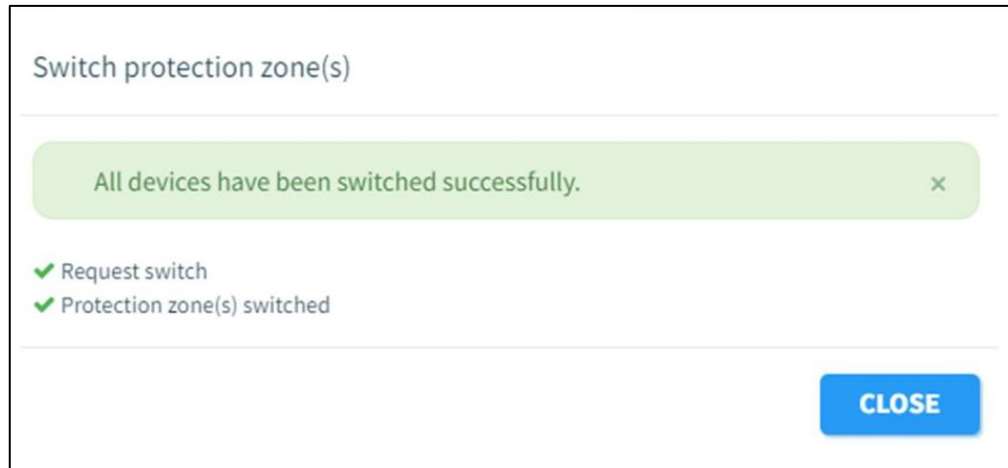 Switch protection zone(s)
All devices have been switched successfully. ×
✔ Request switch
✔ Protection zone(s) switched
CLOSE